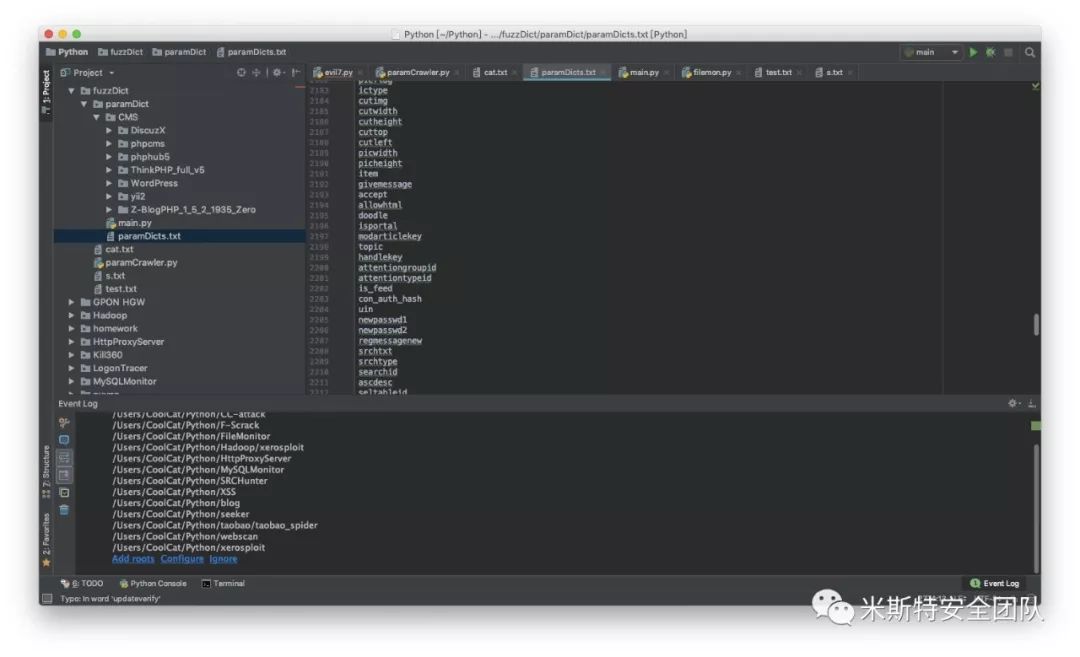 Python [~/Python] - .../fuzzDict/paramDict/paramDicts.txt [Python]
Python fuzzDict paramDict paramDicts.txt
main
Project
evil7.py paramCrawler.py cat.txt paramDicts.txt main.py filemon.py test.txt s.txt
1: Project
fuzzDict
paramDict
CMS
DiscuzX
phpcms
phphub5
ThinkPHP_full_v5
WordPress
yii2
Z-BlogPHP_1_5_2_1935_Zero
main.py
paramDicts.txt
cat.txt
paramCrawler.py
s.txt
test.txt
GPON HGW
Hadoop
homework
HttpProxyServer
Kill360
LogonTracer
MySQLMonitor
2183 ictype
2184 cutimg
2185 cutwidth
2186 cutheight
2187 cuttop
2188 cutleft
2189 picwidth
2190 picheight
2191 item
2192 givemessage
2193 accept
2194 allowhtml
2195 doodle
2196 isportal
2197 modarticlekey
2198 topic
2199 handlekey
2200 attentiongroupid
2201 attentiontypeid
2202 is_feed
2203 con_auth_hash
2204 uin
2205 newpasswd1
2206 newpasswd2
2207 regmessagenew
2208 srchtxt
2209 srchtype
2210 searchid
2211 ascdesc
2212 seltableid
Event Log
/Users/CoolCat/Python/CC-attack
/Users/CoolCat/Python/F-Scrack
/Users/CoolCat/Python/FileMonitor
/Users/CoolCat/Python/Hadoop/xerosploit
/Users/CoolCat/Python/HttpProxyServer
/Users/CoolCat/Python/MySQLMonitor
/Users/CoolCat/Python/SRCHunter
/Users/CoolCat/Python/XSS
/Users/CoolCat/Python/blog
/Users/CoolCat/Python/seeker
/Users/CoolCat/Python/taobao/taobao_spider
/Users/CoolCat/Python/webscan
/Users/CoolCat/Python/xerosploit
Add roots Configure Ignore
7: Structure
2: Favorites
6: TODO Python Console Terminal
1 Event Log
Typo: In word 'updateverify'
米斯特安全团队